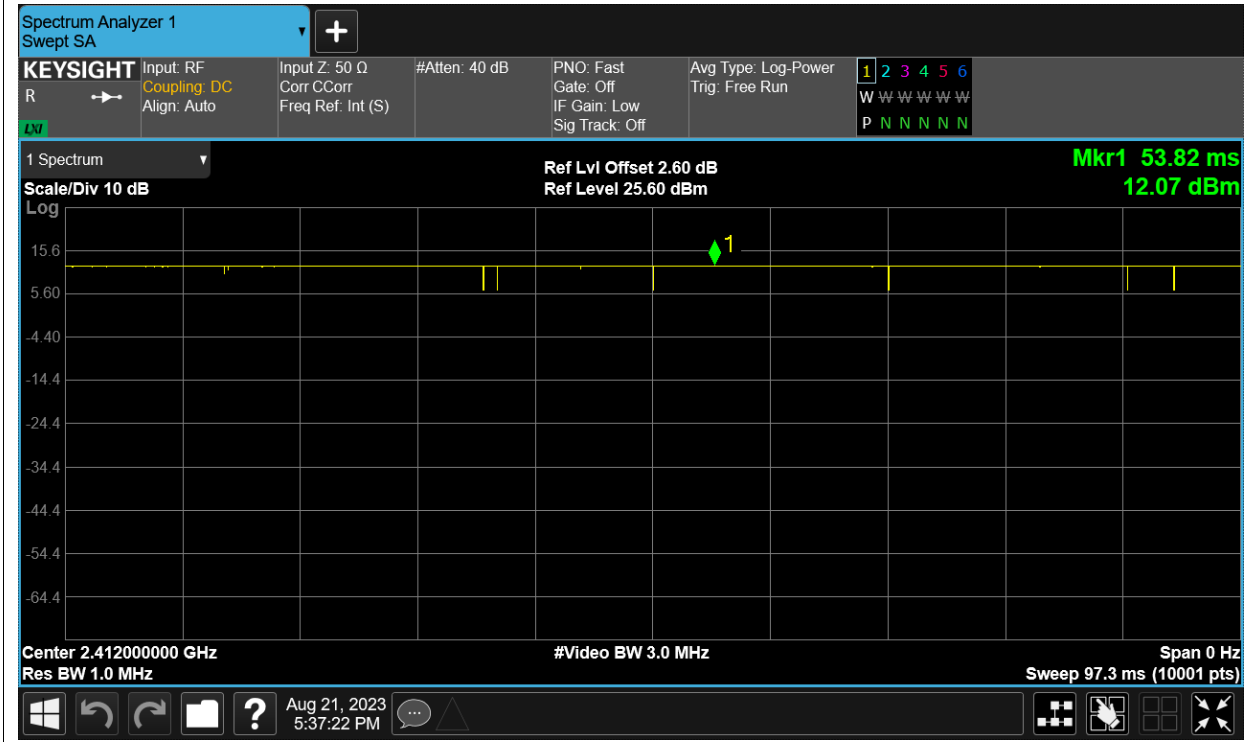 Spectrum Analyzer 1
Swept SA
KEYSIGHT
R
LXI
Input: RF
Coupling: DC
Align: Auto
Input Z: 50 Ω
Corr CCorr
Freq Ref: Int (S)
#Atten: 40 dB
PNO: Fast
Gate: Off
IF Gain: Low
Sig Track: Off
Avg Type: Log-Power
Trig: Free Run
1 2 3 4 5 6
W W W W W W
P N N N N N
1 Spectrum
Scale/Div 10 dB
Log
Ref Lvl Offset 2.60 dB
Ref Level 25.60 dBm
Mkr1 53.82 ms
12.07 dBm
1
15.6
5.60
-4.40
-14.4
-24.4
-34.4
-44.4
-54.4
-64.4
Center 2.412000000 GHz
#Video BW 3.0 MHz
Span 0 Hz
Res BW 1.0 MHz
Sweep 97.3 ms (10001 pts)
?
Aug 21, 2023
5:37:22 PM